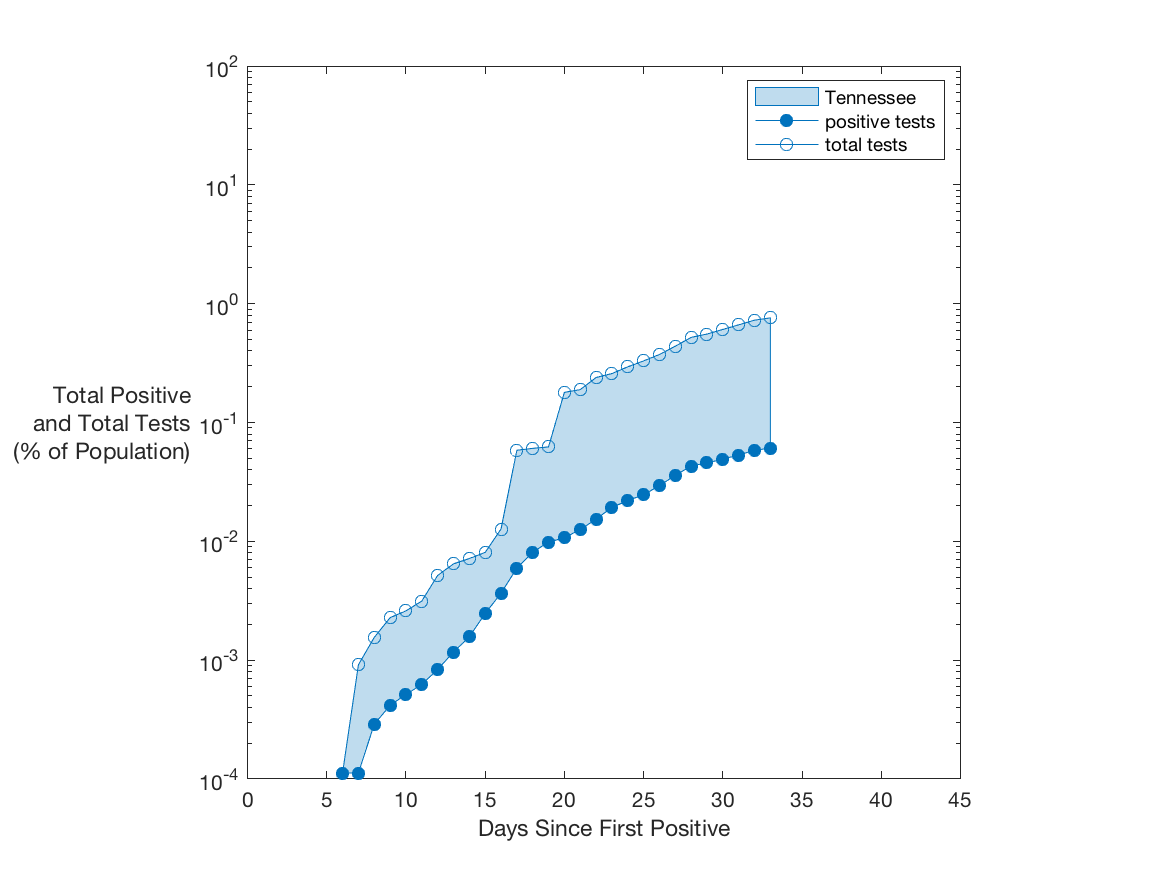 10^2
10^1
10^0
10^-1
10^-2
10^-3
10^-4
Total Positive
and Total Tests
(% of Population)
Tennessee
positive tests
total tests
0 5 10 15 20 25 30 35 40 45
Days Since First Positive